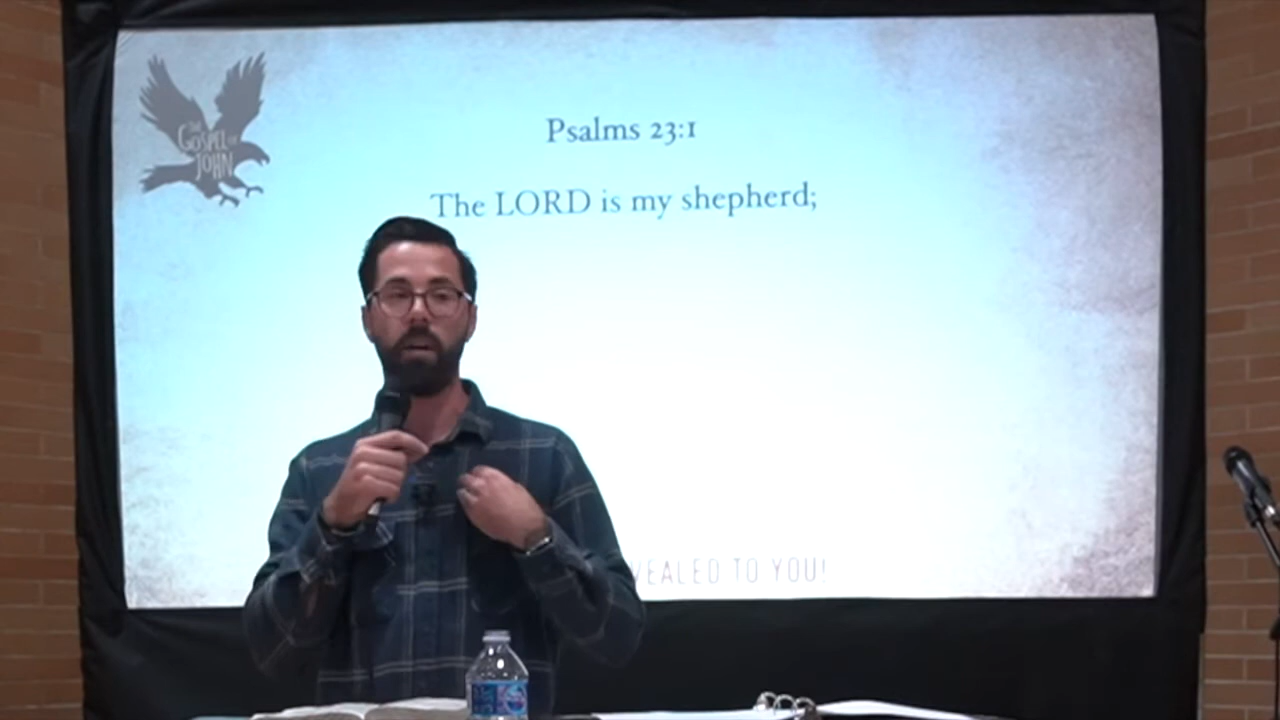 THE
GOSPEL OF
JOHN
Psalms 23:1
The LORD is my shepherd;
VEALED TO YOU!